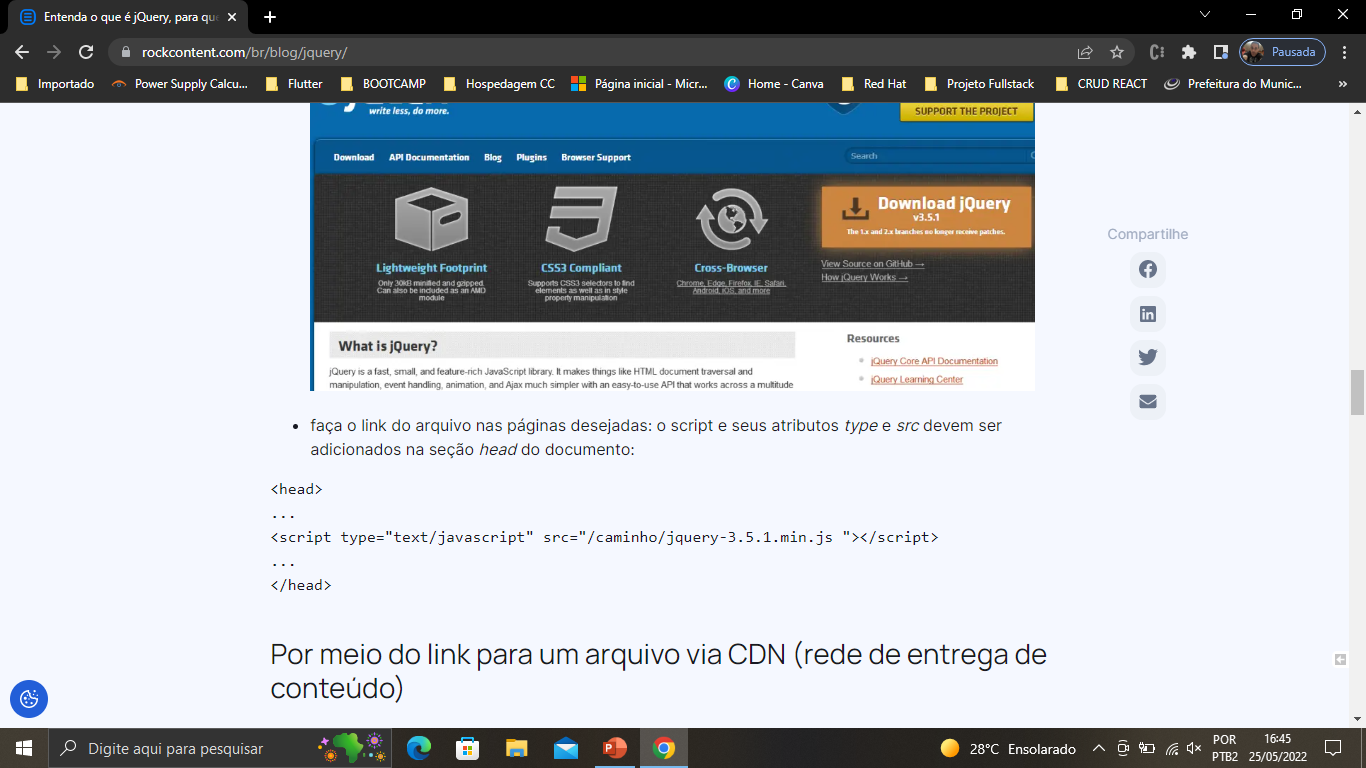 Entenda o que é jQuery, para que
rockcontent.com/br/blog/jquery/
Pausada
Importado
Power Supply Calcu...
Flutter
BOOTCAMP
Hospedagem CC
Página inicial - Micr...
Home - Canva
Red Hat
Projeto Fullstack
CRUD REACT
Prefeitura do Munic...
»
write less, do more.
SUPPORT THE PROJECT
Download API Documentation Blog Plugins Browser Support
Search
Lightweight Footprint
Only 30kB minified and gzipped.
Can also be included as an AMD
module
CSS3 Compliant
Supports CSS3 selectors to find
elements as well as in style
property manipulation
Cross-Browser
Chrome, Edge, Firefox, IE, Safari,
Android, iOS, and more
Download jQuery
v3.5.1
The 1.x and 2.x branches no longer receive patches.
View Source on GitHub →
How jQuery Works →
What is jQuery?
jQuery is a fast, small, and feature-rich JavaScript library. It makes things like HTML document traversal and
manipulation, event handling, animation, and Ajax much simpler with an easy-to-use API that works across a multitude
Resources
jQuery Core API Documentation
jQuery Learning Center
Compartilhe
• faça o link do arquivo nas páginas desejadas: o script e seus atributos type e src devem ser
adicionados na seção head do documento:
<head>
...
<script type="text/javascript" src="/caminho/jquery-3.5.1.min.js "></script>
...
</head>
Por meio do link para um arquivo via CDN (rede de entrega de
conteúdo)
Digite aqui para pesquisar
28°C Ensolarado
POR
PTB2
16:45
25/05/2022